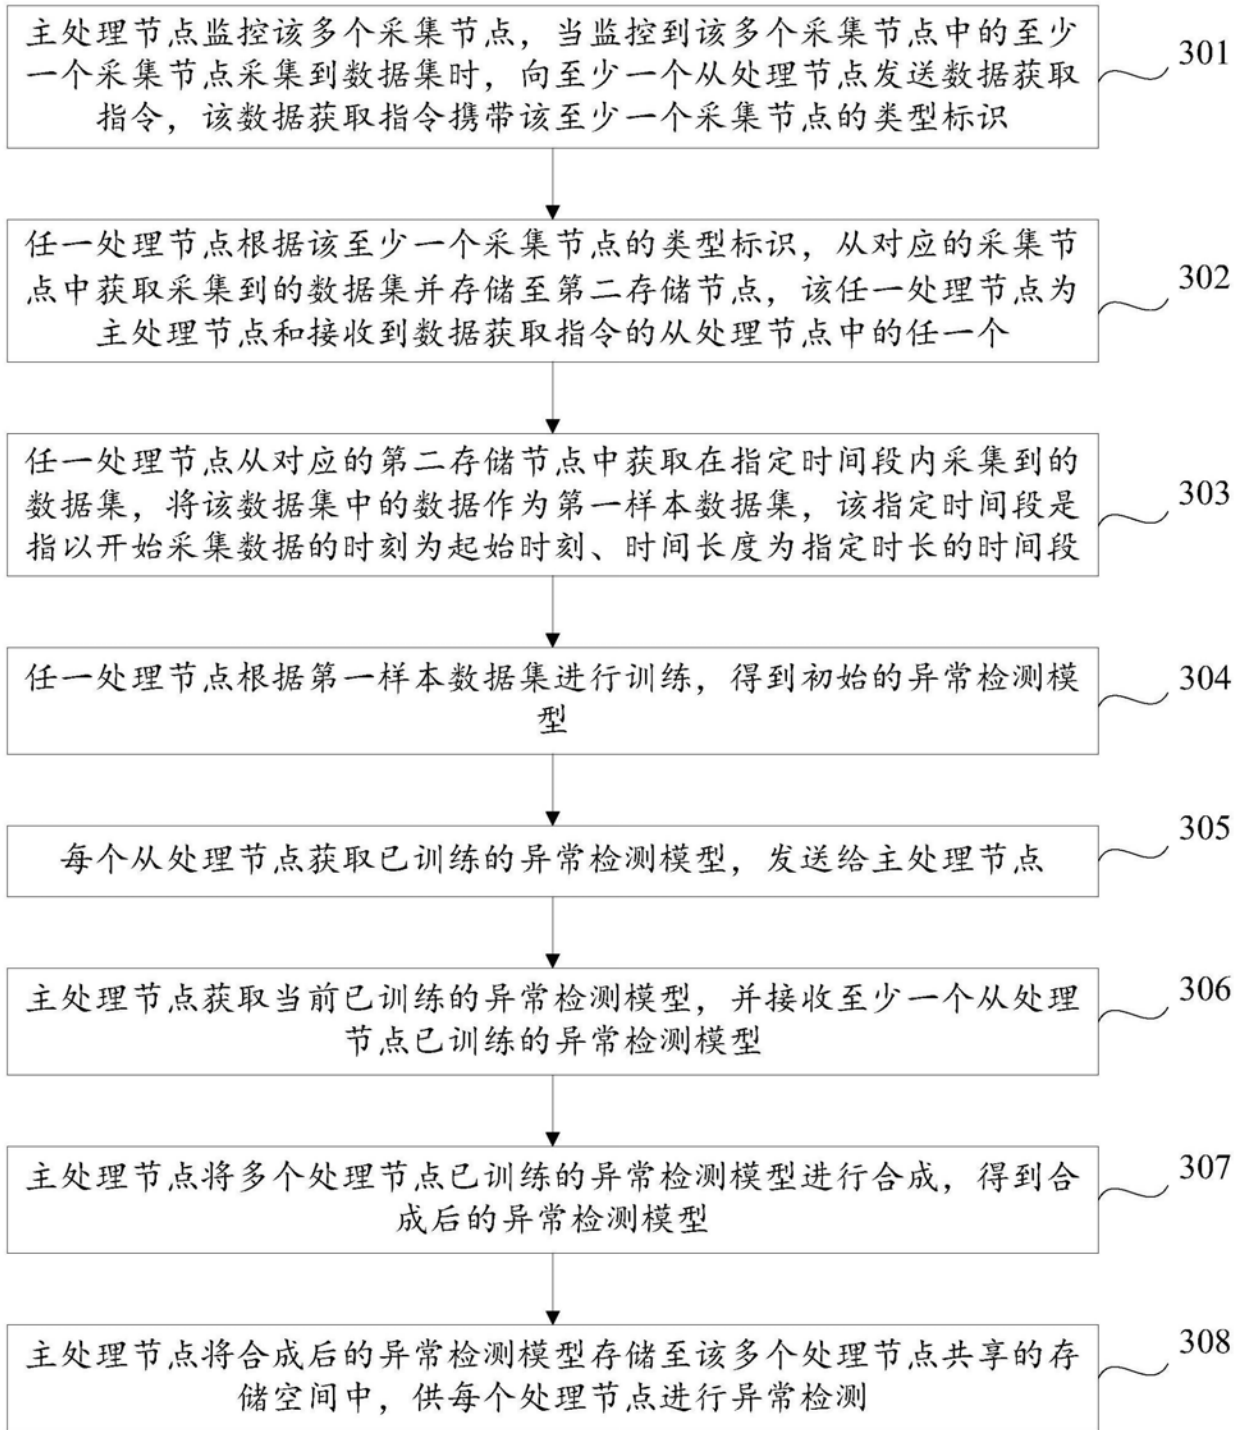 主处理节点监控该多个采集节点，当监控到该多个采集节点中的至少
一个采集节点采集到数据集时，向至少一个从处理节点发送数据获取
指令，该数据获取指令携带该至少一个采集节点的类型标识
301
任一处理节点根据该至少一个采集节点的类型标识，从对应的采集节
点中获取采集到的数据集并存储至第二存储节点，该任一处理节点为
主处理节点和接收到数据获取指令的从处理节点中的任一个
302
任一处理节点从对应的第二存储节点中获取在指定时间段内采集到的
数据集，将该数据集中的数据作为第一样本数据集，该指定时间段是
指以开始采集数据的时刻为起始时刻、时间长度为指定时长的时间段
303
任一处理节点根据第一样本数据集进行训练，得到初始的异常检测模
型
304
每个从处理节点获取已训练的异常检测模型，发送给主处理节点
305
主处理节点获取当前已训练的异常检测模型，并接收至少一个从处理
节点已训练的异常检测模型
306
主处理节点将多个处理节点已训练的异常检测模型进行合成，得到合
成后的异常检测模型
307
主处理节点将合成后的异常检测模型存储至该多个处理节点共享的存
储空间中，供每个处理节点进行异常检测
308